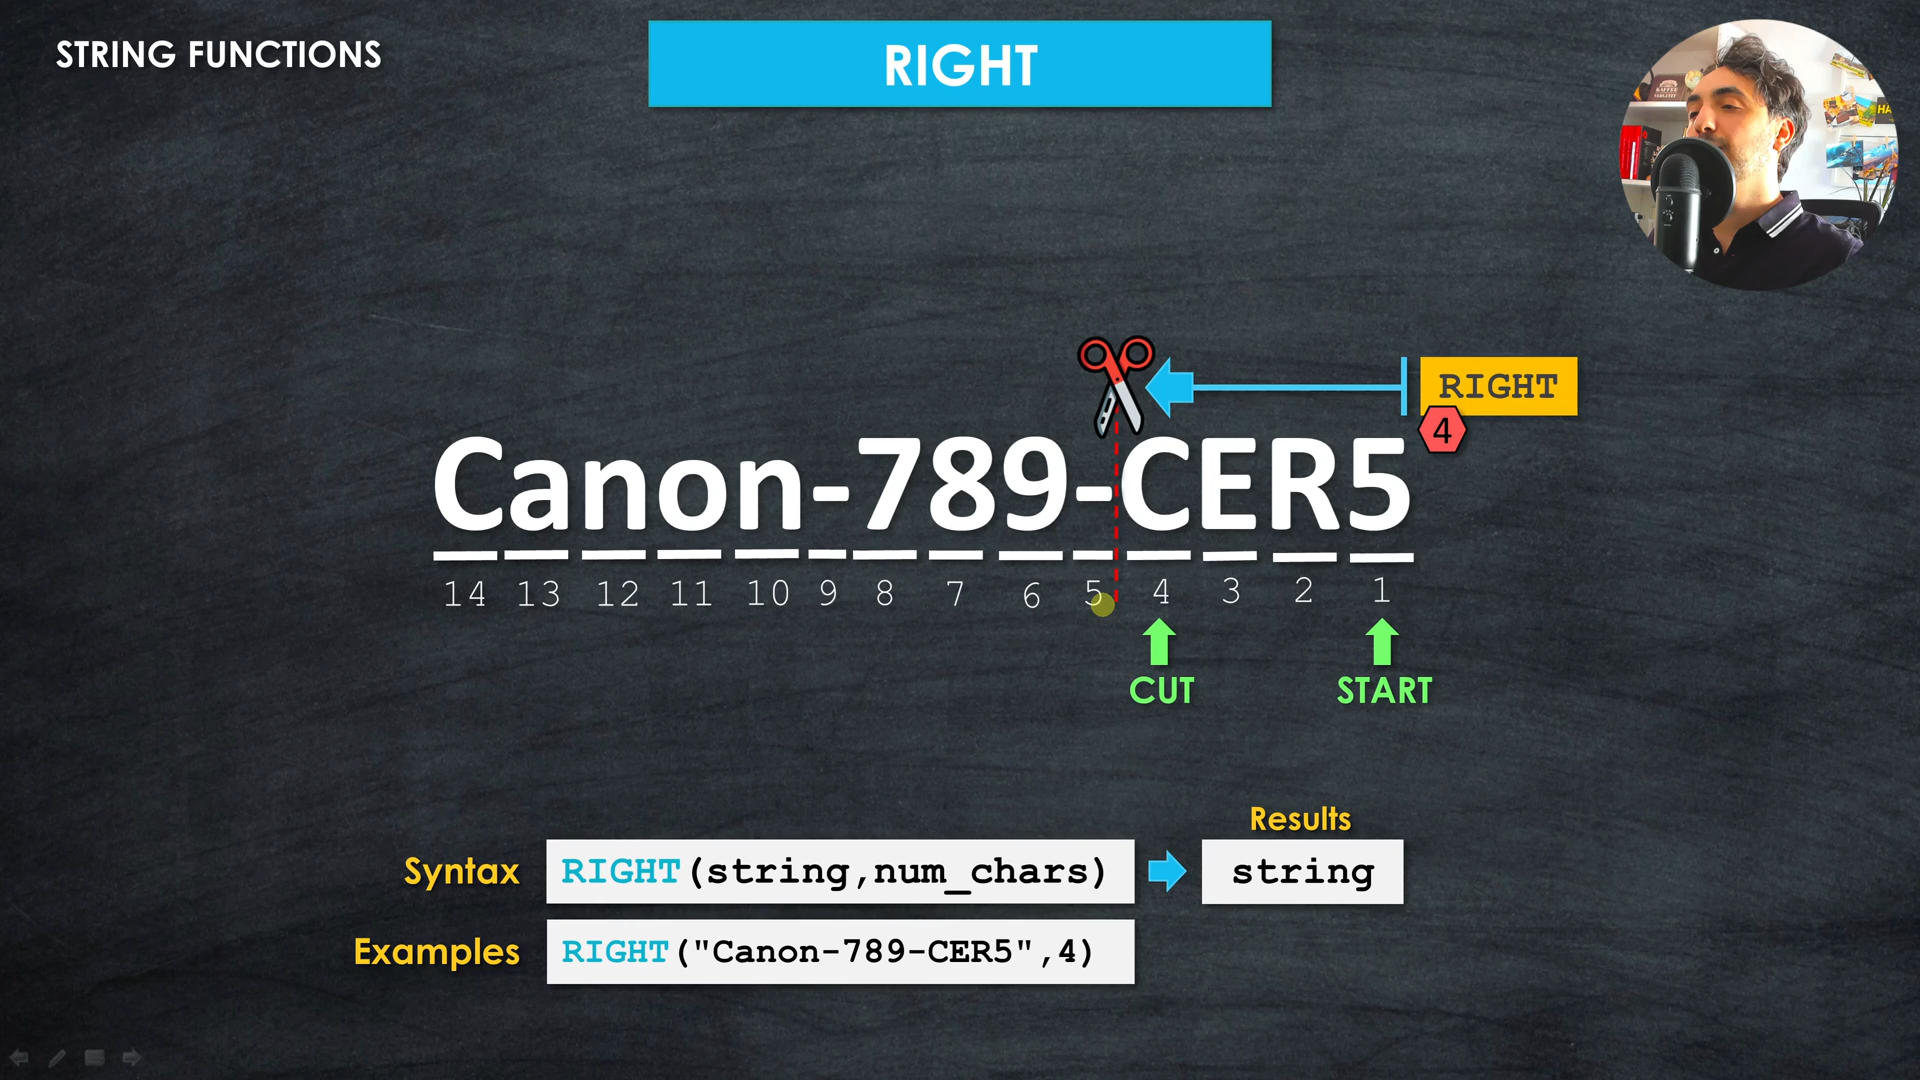 STRING FUNCTIONS
RIGHT
RIGHT
4
Canon-789-CER5
14 13 12 11 10 9 8 7 6 5 4 3 2 1
CUT START
Results
Syntax RIGHT(string,num_chars) string
Examples RIGHT("Canon-789-CER5",4)